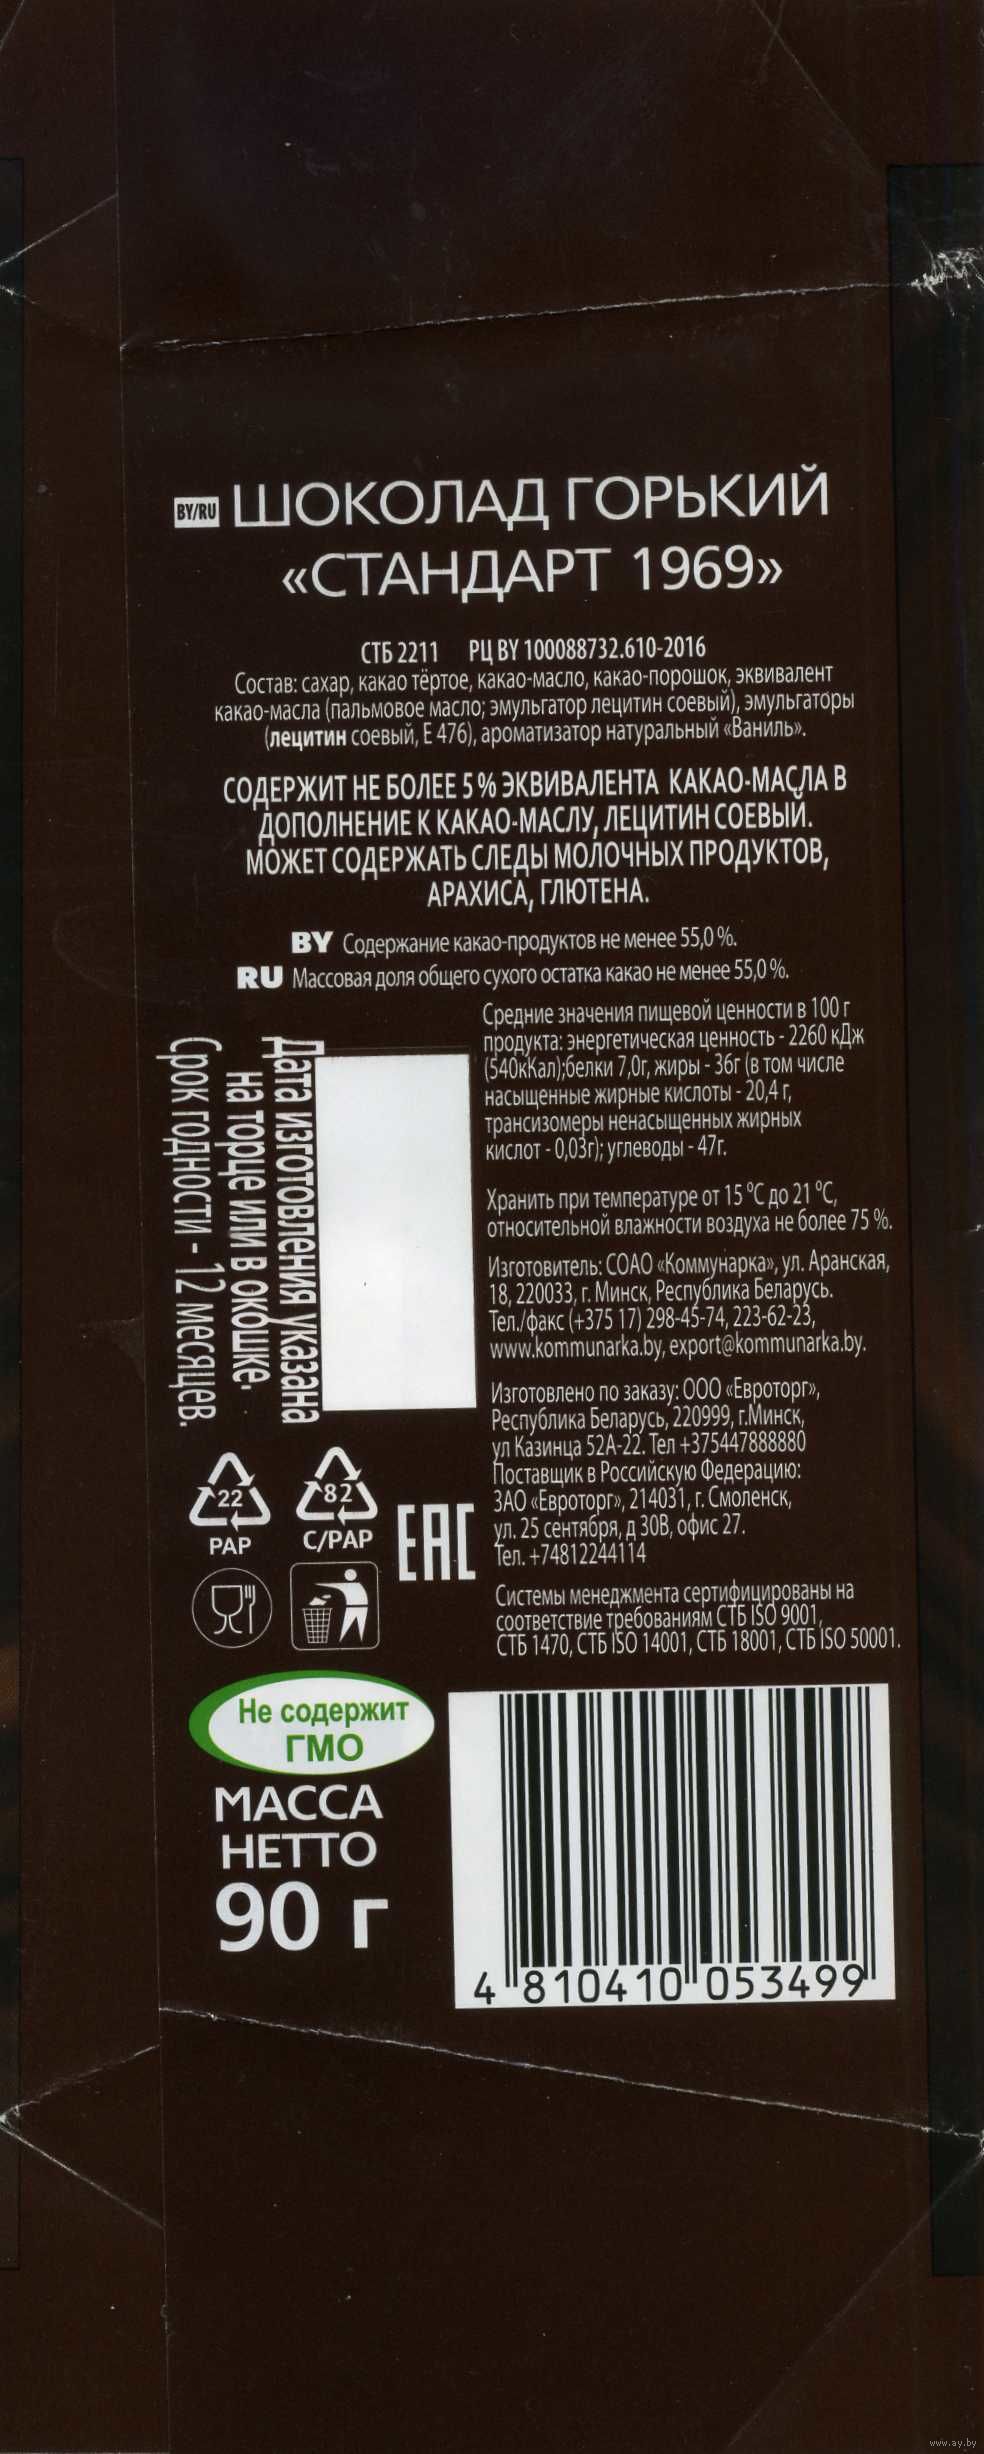 BY/RU ШОКОЛАД ГОРЬКИЙ
«СТАНДАРТ 1969»
СТБ 2211 РЦ BY 100088732.610-2016
Состав: сахар, какао тёртое, какао-масло, какао-порошок, эквивалент
какао-масла (пальмовое масло; эмульгатор лецитин соевый), эмульгаторы
(лецитин соевый, Е 476), ароматизатор натуральный «Ваниль».
СОДЕРЖИТ НЕ БОЛЕЕ 5 % ЭКВИВАЛЕНТА КАКАО-МАСЛА В
ДОПОЛНЕНИЕ К КАКАО-МАСЛУ, ЛЕЦИТИН СОЕВЫЙ.
МОЖЕТ СОДЕРЖАТЬ СЛЕДЫ МОЛОЧНЫХ ПРОДУКТОВ,
АРАХИСА, ГЛЮТЕНА.
BY Содержание какао-продуктов не менее 55,0 %.
RU Массовая доля общего сухого остатка какао не менее 55,0 %.
Средние значения пищевой ценности в 100 г
продукта: энергетическая ценность - 2260 кДж
(540кКал);белки 7,0г, жиры - 36г (в том числе
насыщенные жирные кислоты - 20,4 г,
трансизомеры ненасыщенных жирных
кислот - 0,03г); углеводы - 47г.
Хранить при температуре от 15 °С до 21 °С,
относительной влажности воздуха не более 75 %.
Изготовитель: СОАО «Коммунарка», ул. Аранская,
18, 220033, г. Минск, Республика Беларусь.
Тел./факс (+375 17) 298-45-74, 223-62-23,
www.kommunarka.by, export@kommunarka.by.
Изготовлено по заказу: ООО «Евроторг»,
Республика Беларусь, 220999, г.Минск,
ул Казинца 52А-22. Тел +375447888880
Поставщик в Российскую Федерацию:
ЗАО «Евроторг», 214031, г. Смоленск,
ул. 25 сентября, д 30В, офис 27.
Тел. +74812244114
Системы менеджмента сертифицированы на
соответствие требованиям СТБ ISO 9001,
СТБ 1470, СТБ ISO 14001, СТБ 18001, СТБ ISO 50001.
Дата изготовления указана
на торце или в окошке.
Срок годности - 12 месяцев.
22
PAP
82
C/PAP
EAC
Не содержит
ГМО
МАССА
НЕТТО
90 г
4 810410 053499
www.ay.by